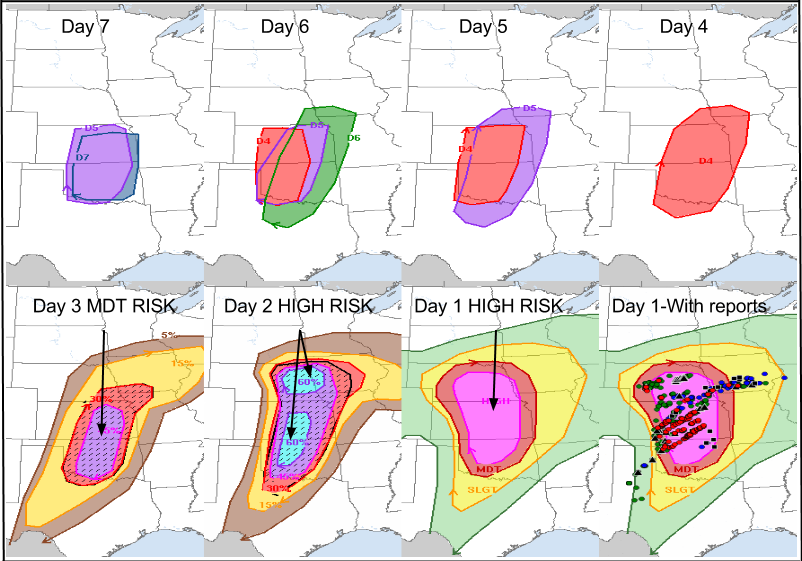 Day 7
Day 6
Day 5
Day 4
D5
D7
D4
D5
D6
D5
D4
D4
Day 3 MDT RISK
Day 2 HIGH RISK
Day 1 HIGH RISK
Day 1-With reports
5%
15%
30%
60%
60%
30%
15%
HIGH
MDT
SLGT
MDT
SLGT